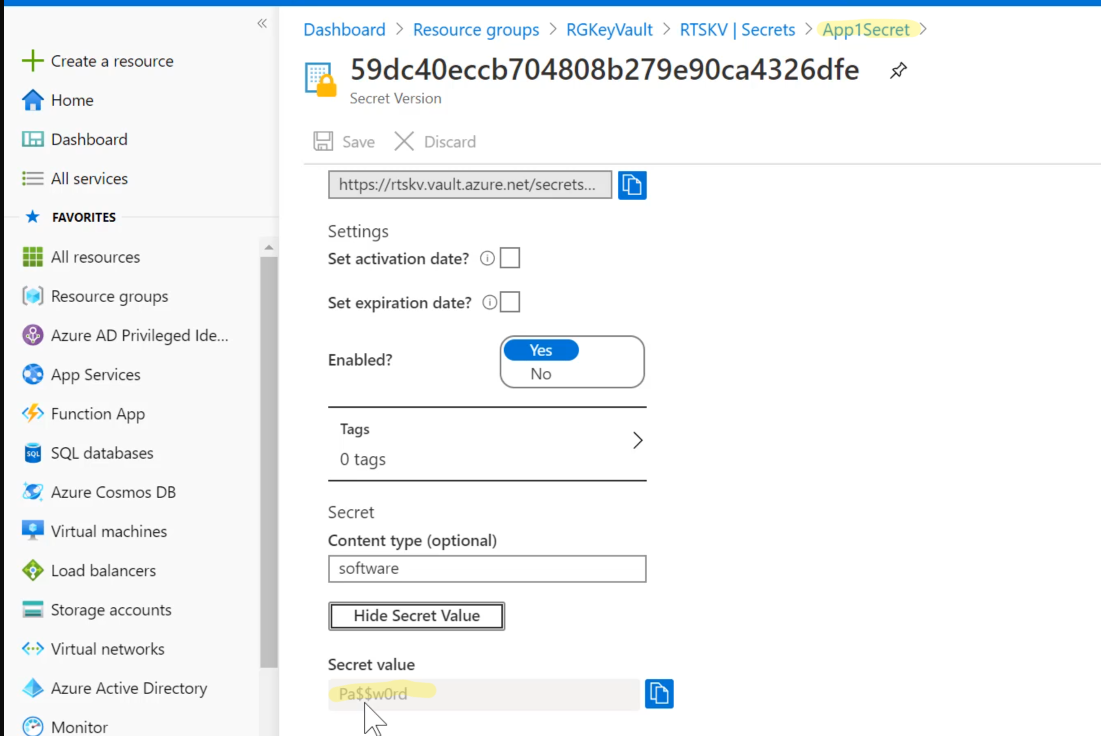 «
Create a resource
Home
Dashboard
All services
FAVORITES
All resources
Resource groups
Azure AD Privileged Ide...
App Services
Function App
SQL databases
Azure Cosmos DB
Virtual machines
Load balancers
Storage accounts
Virtual networks
Azure Active Directory
Monitor
Dashboard > Resource groups > RGKeyVault > RTSKV | Secrets > App1Secret >
59dc40eccb704808b279e90ca4326dfe
Secret Version
Save Discard
https://rtskv.vault.azure.net/secrets...
Settings
Set activation date?
Set expiration date?
Enabled? Yes
No
Tags
0 tags
Secret
Content type (optional)
software
Hide Secret Value
Secret value
Pa$$w0rd